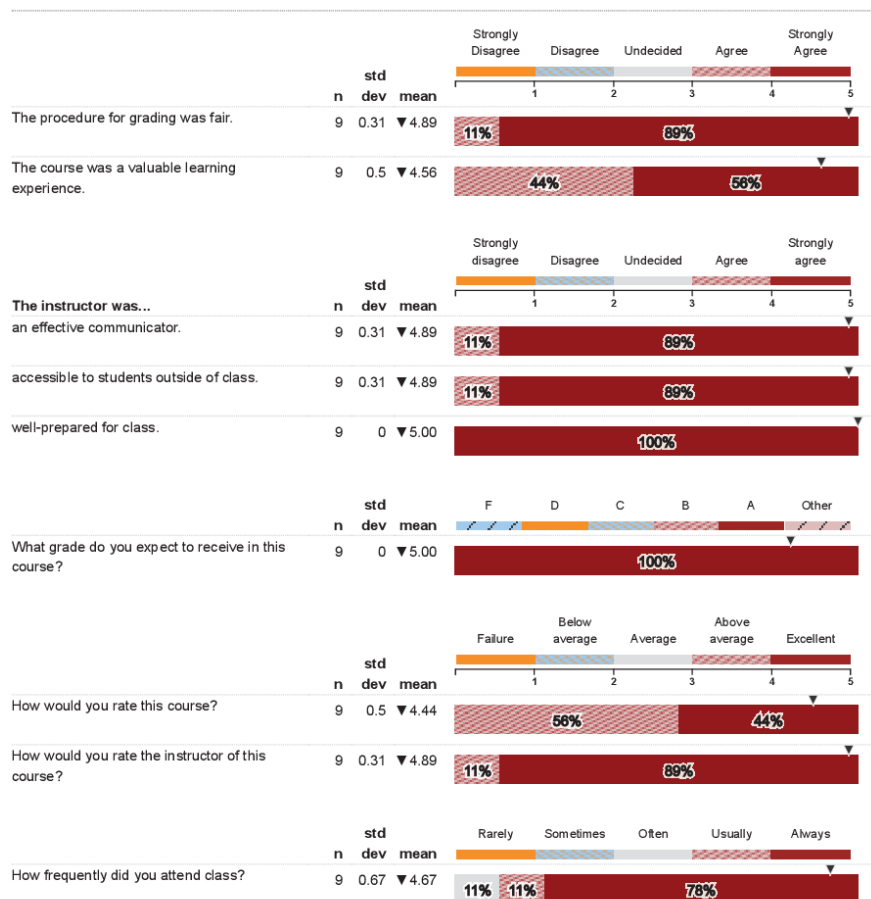 Strongly Disagree Disagree Undecided Agree Strongly Agree
n std dev mean 1 2 3 4 5
The procedure for grading was fair. 9 0.31 ▼4.89 11% 89%
The course was a valuable learning experience. 9 0.5 ▼4.56 44% 56%
Strongly disagree Disagree Undecided Agree Strongly agree
The instructor was... n std dev mean 1 2 3 4 5
an effective communicator. 9 0.31 ▼4.89 11% 89%
accessible to students outside of class. 9 0.31 ▼4.89 11% 89%
well-prepared for class. 9 0 ▼5.00 100%
F D C B A Other
n std dev mean
What grade do you expect to receive in this course? 9 0 ▼5.00 100%
Failure Below average Average Above average Excellent
n std dev mean 1 2 3 4 5
How would you rate this course? 9 0.5 ▼4.44 56% 44%
How would you rate the instructor of this course? 9 0.31 ▼4.89 11% 89%
Rarely Sometimes Often Usually Always
n std dev mean
How frequently did you attend class? 9 0.67 ▼4.67 11% 11% 78%